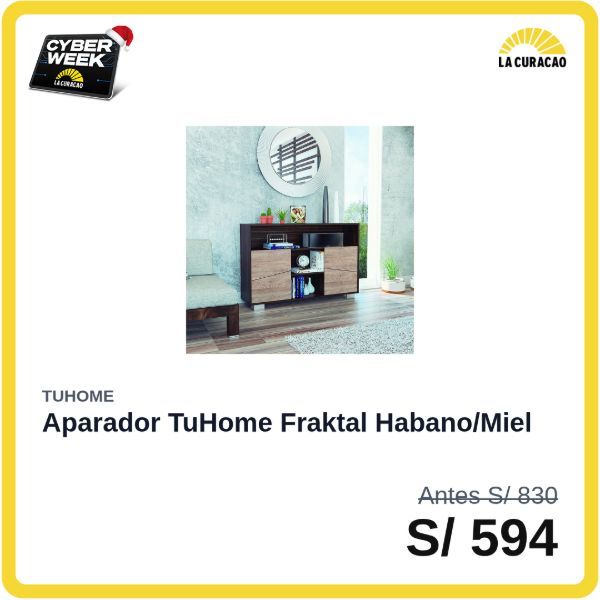 CYBER
WEEK
LA CURACAO
LA CURACAO
TUHOME
Aparador TuHome Fraktal Habano/Miel
Antes S/ 830
S/ 594